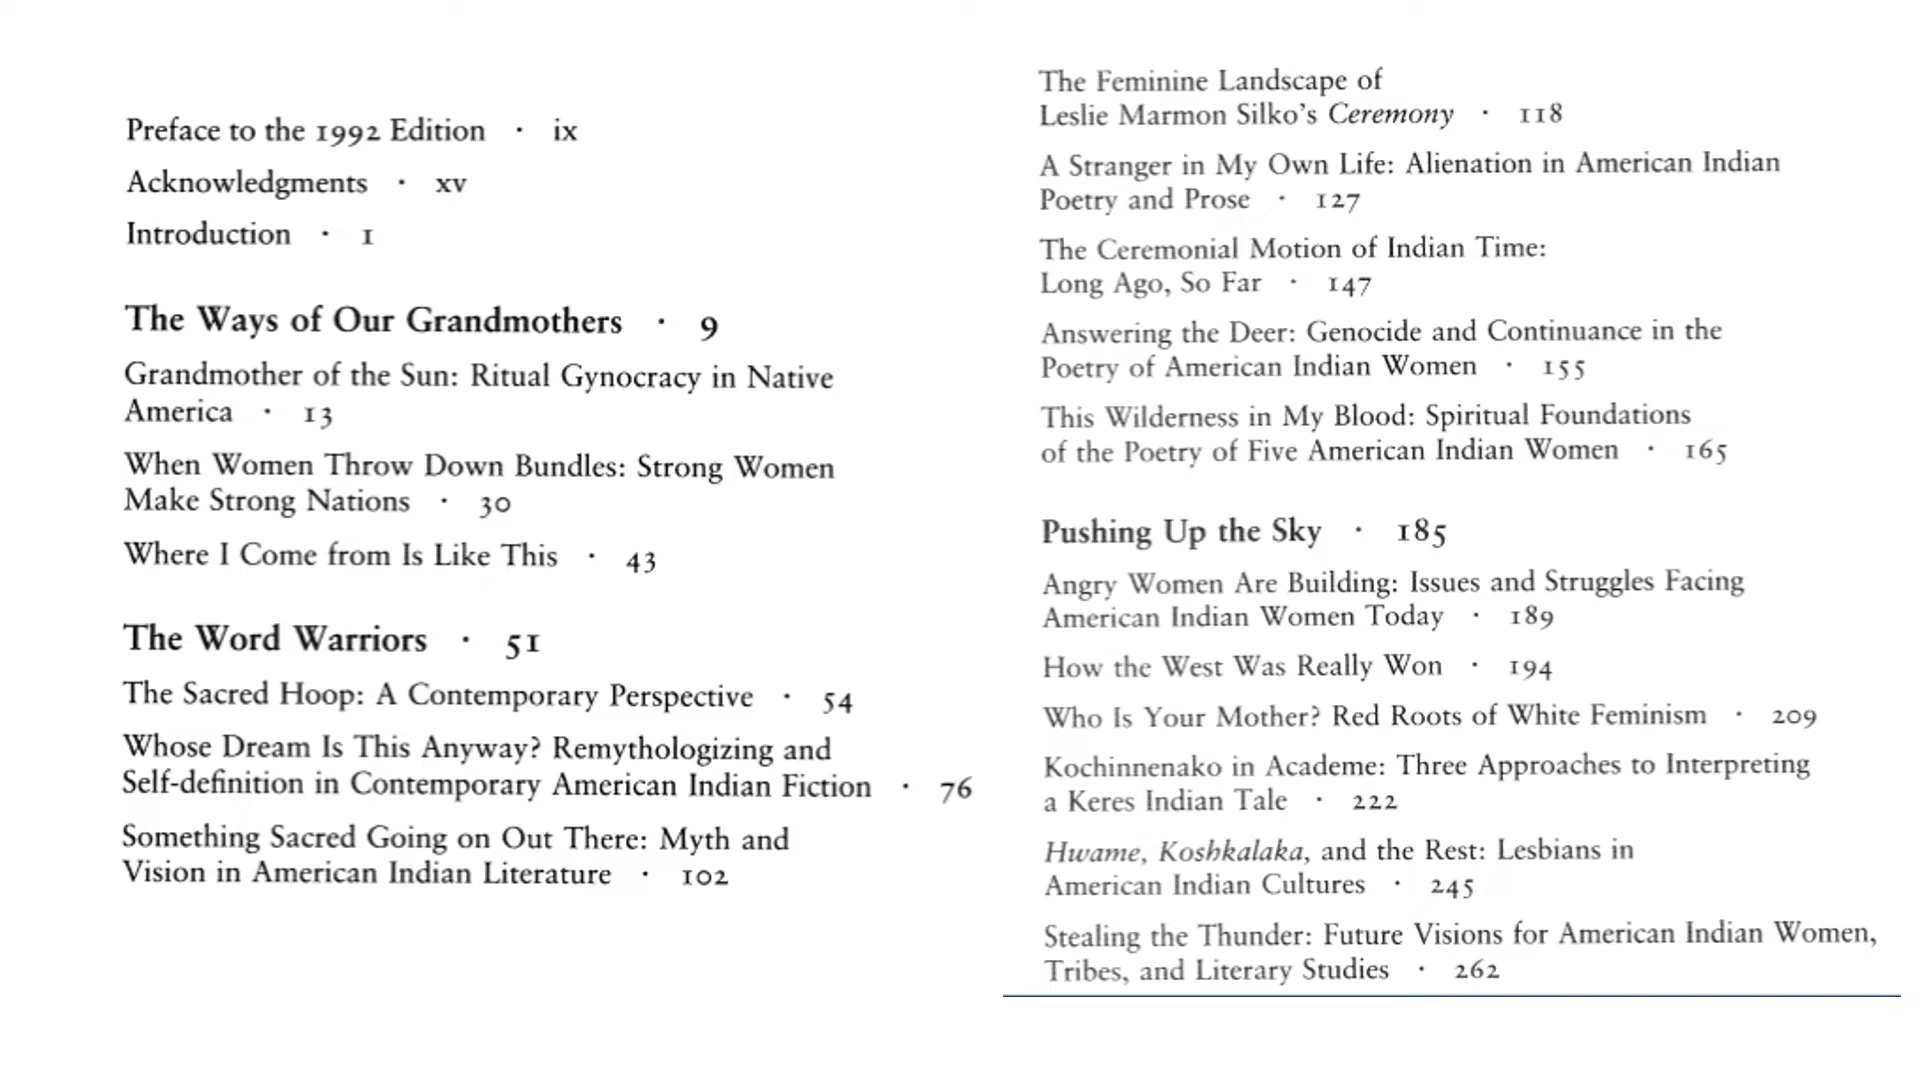 Preface to the 1992 Edition · ix
Acknowledgments · xv
Introduction · 1
The Ways of Our Grandmothers · 9
Grandmother of the Sun: Ritual Gynocracy in Native
America · 13
When Women Throw Down Bundles: Strong Women
Make Strong Nations · 30
Where I Come from Is Like This · 43
The Word Warriors · 51
The Sacred Hoop: A Contemporary Perspective · 54
Whose Dream Is This Anyway? Remythologizing and
Self-definition in Contemporary American Indian Fiction · 76
Something Sacred Going on Out There: Myth and
Vision in American Indian Literature · 102
The Feminine Landscape of
Leslie Marmon Silko's Ceremony · 118
A Stranger in My Own Life: Alienation in American Indian
Poetry and Prose · 127
The Ceremonial Motion of Indian Time:
Long Ago, So Far · 147
Answering the Deer: Genocide and Continuance in the
Poetry of American Indian Women · 155
This Wilderness in My Blood: Spiritual Foundations
of the Poetry of Five American Indian Women · 165
Pushing Up the Sky · 185
Angry Women Are Building: Issues and Struggles Facing
American Indian Women Today · 189
How the West Was Really Won · 194
Who Is Your Mother? Red Roots of White Feminism · 209
Kochinnenako in Academe: Three Approaches to Interpreting
a Keres Indian Tale · 222
Hwame, Koshkalaka, and the Rest: Lesbians in
American Indian Cultures · 245
Stealing the Thunder: Future Visions for American Indian Women,
Tribes, and Literary Studies · 262